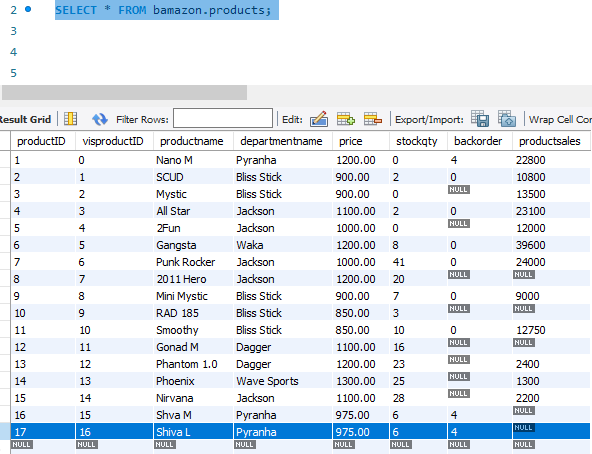 2 SELECT * FROM bamazon.products;
3
4
5
Result Grid Filter Rows: Edit: Export/Import: Wrap Cell Con
productID visproductID productname departmentname price stockqty backorder productsales
1 0 Nano M Pyranha 1200.00 0 4 22800
2 1 SCUD Bliss Stick 900.00 2 0 10800
3 2 Mystic Bliss Stick 900.00 0 NULL 13500
4 3 All Star Jackson 1100.00 2 0 23100
5 4 2Fun Jackson 1000.00 0 NULL 12000
6 5 Gangsta Waka 1200.00 8 0 39600
7 6 Punk Rocker Jackson 1000.00 41 0 24000
8 7 2011 Hero Jackson 1200.00 20 NULL NULL
9 8 Mini Mystic Bliss Stick 900.00 7 0 9000
10 9 RAD 185 Bliss Stick 850.00 3 NULL NULL
11 10 Smoothy Bliss Stick 850.00 10 0 12750
12 11 Gonad M Dagger 1100.00 16 NULL NULL
13 12 Phantom 1.0 Dagger 1200.00 23 NULL 2400
14 13 Phoenix Wave Sports 1300.00 25 NULL 1300
15 14 Nirvana Jackson 1100.00 28 NULL 2200
16 15 Shva M Pyranha 975.00 6 4 NULL
17 16 Shiva L Pyranha 975.00 6 4 NULL
NULL NULL NULL NULL NULL NULL NULL NULL